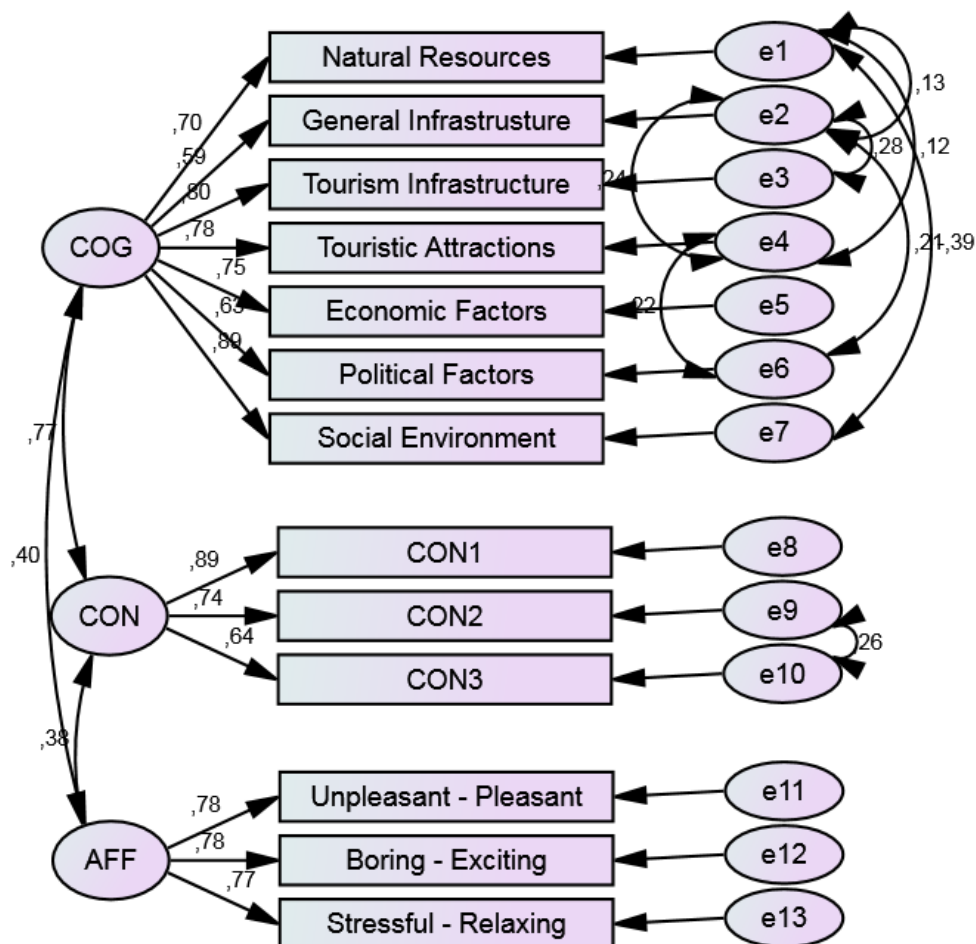 Natural Resources
e1
,13
,70
General Infrastrusture
e2
,59
,28
,12
,80
Tourism Infrastructure
,24
e3
COG
,78
Touristic Attractions
e4
,21
,39
,75
Economic Factors
,22
e5
,63
,89
Political Factors
e6
Social Environment
e7
,77
,40
,89
CON1
e8
CON
,74
CON2
e9
,64
26
CON3
e10
,38
,78
Unpleasant - Pleasant
e11
AFF
,78
Boring - Exciting
e12
,77
Stressful - Relaxing
e13